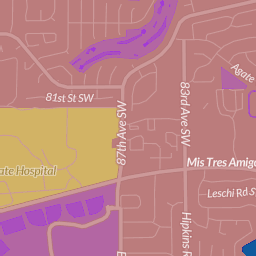 Agate
81st St SW
87th Ave SW
83rd Ave SW
ate Hospital
Mis Tres Amigo
Leschi Rd S
Hipkins R